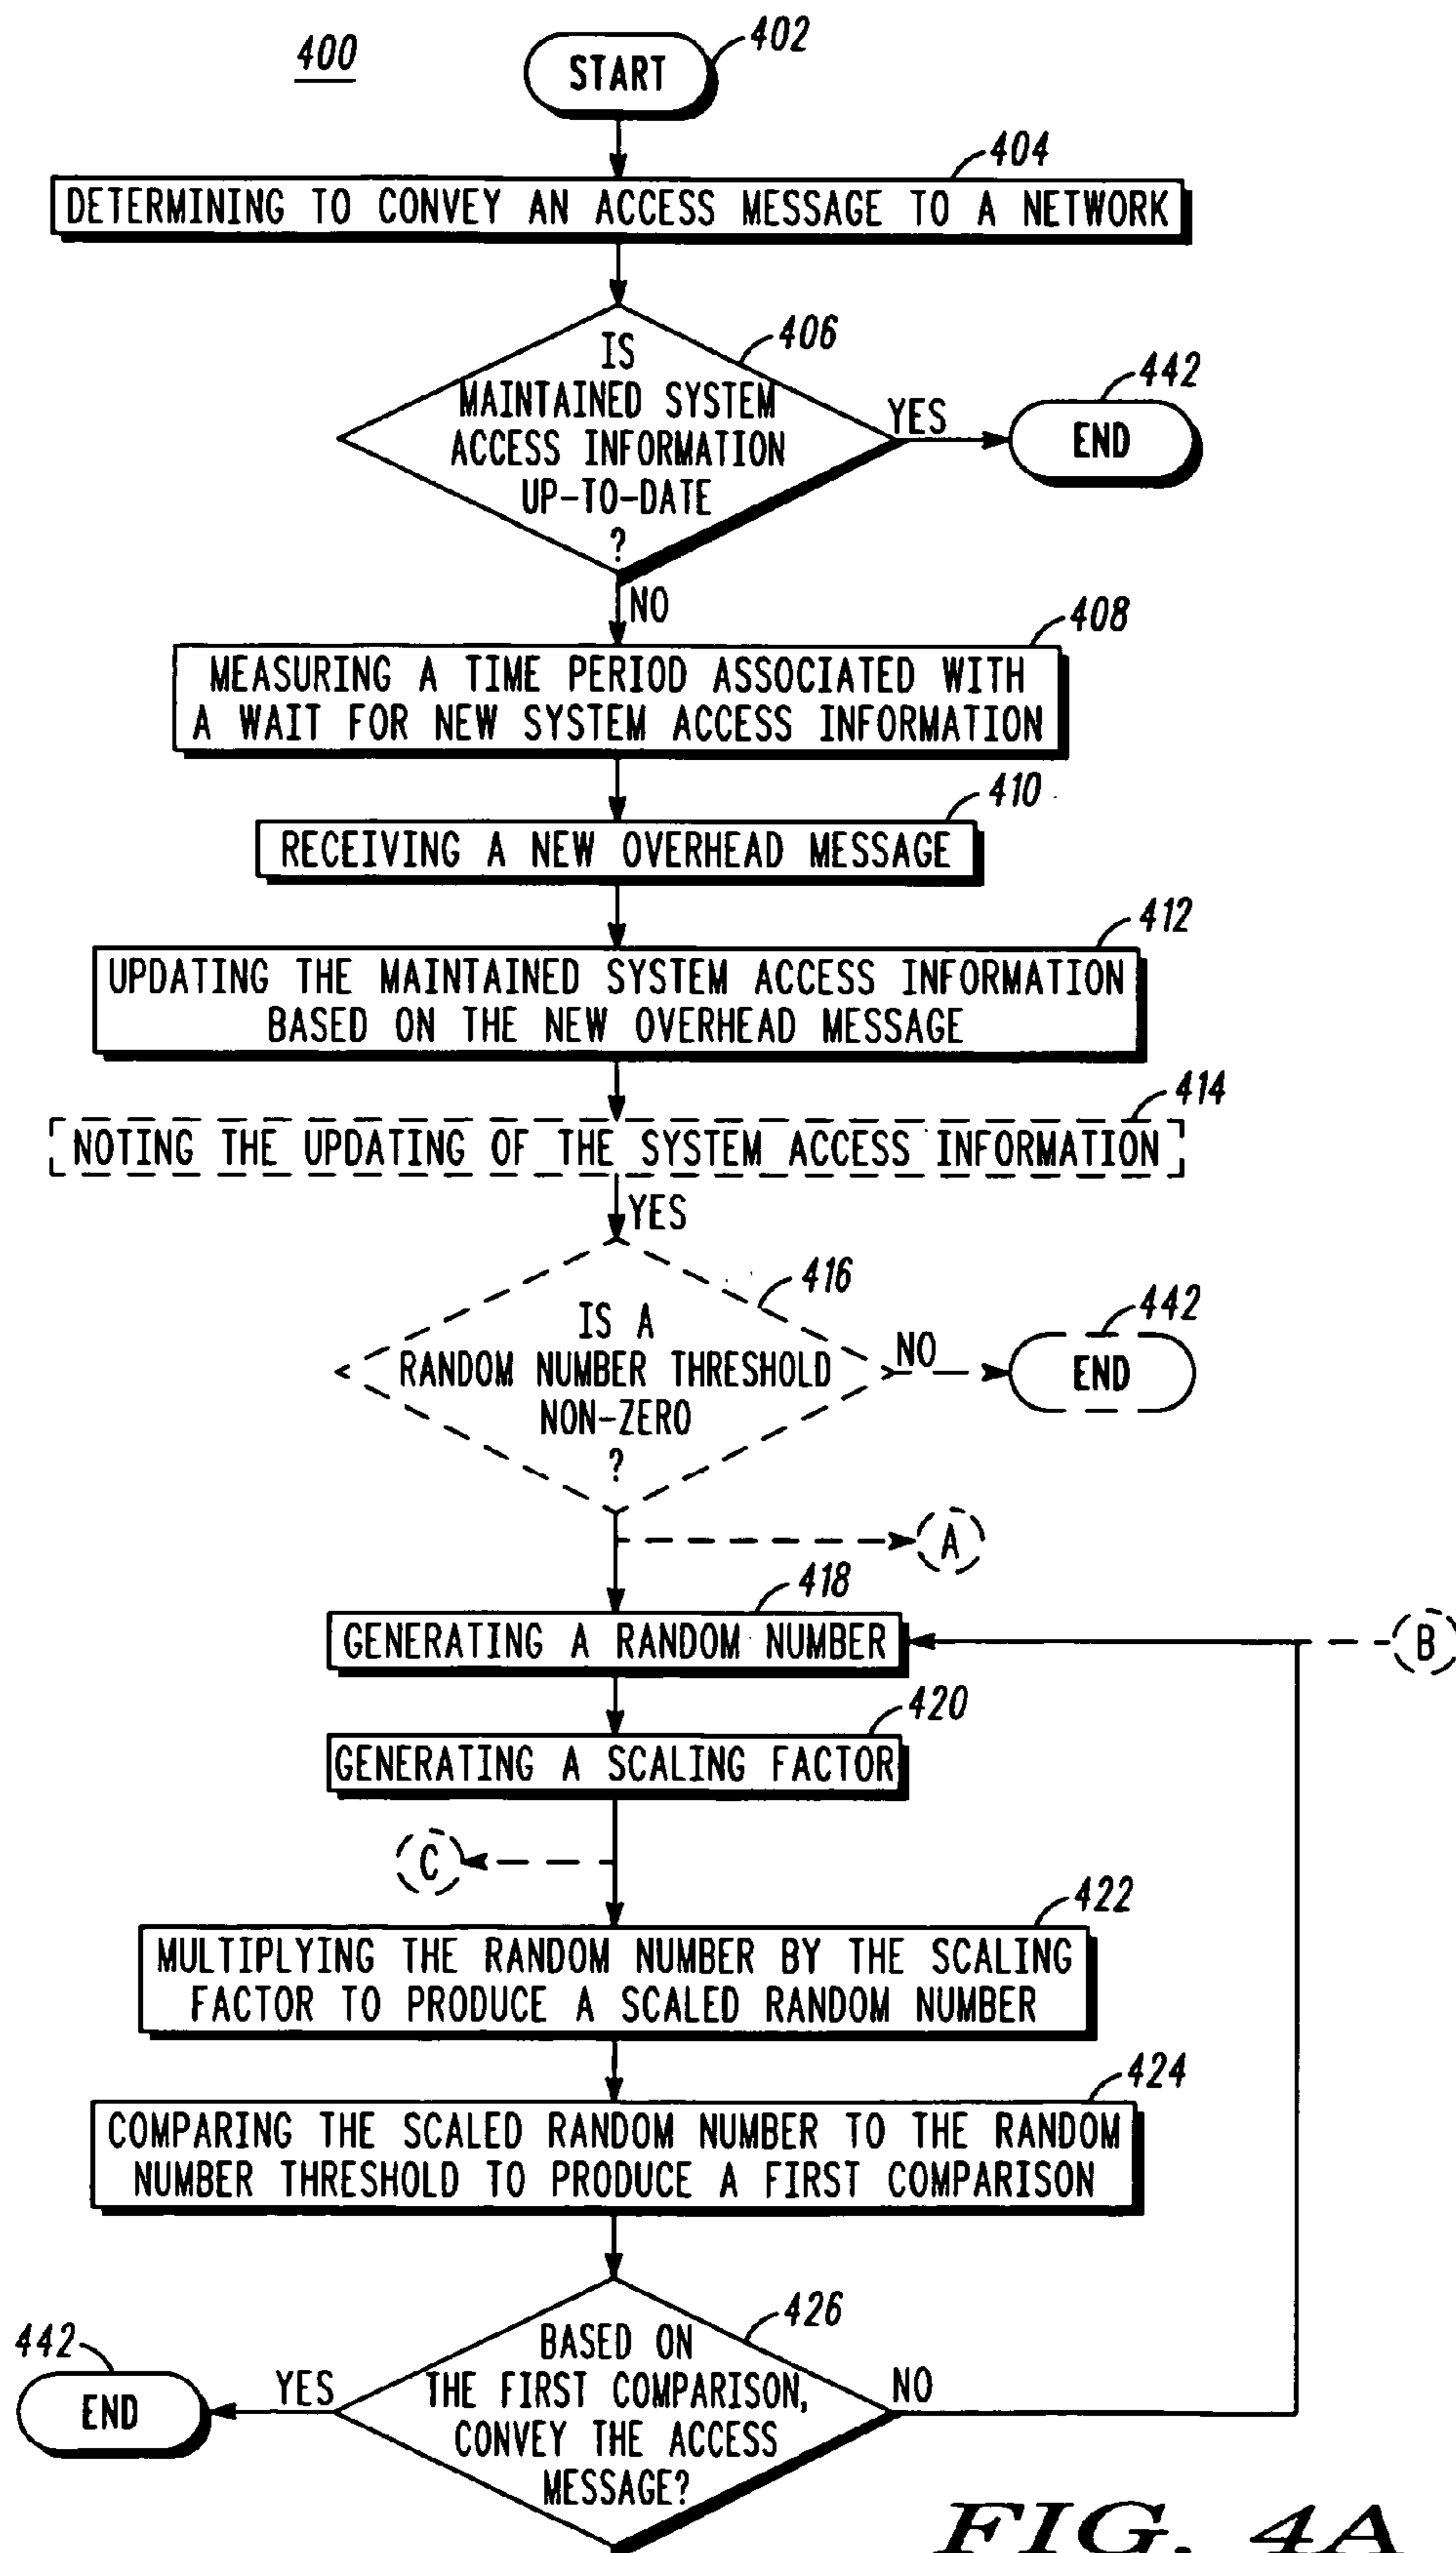 400
START
402
404
DETERMINING TO CONVEY AN ACCESS MESSAGE TO A NETWORK
406
IS
MAINTAINED SYSTEM
ACCESS INFORMATION
UP-TO-DATE
?
YES
442
END
NO
408
MEASURING A TIME PERIOD ASSOCIATED WITH
A WAIT FOR NEW SYSTEM ACCESS INFORMATION
410
RECEIVING A NEW OVERHEAD MESSAGE
412
UPDATING THE MAINTAINED SYSTEM ACCESS INFORMATION
BASED ON THE NEW OVERHEAD MESSAGE
414
NOTING THE UPDATING OF THE SYSTEM ACCESS INFORMATION
YES
416
IS A
RANDOM NUMBER THRESHOLD
NON-ZERO
?
NO
442
END
A
418
GENERATING A RANDOM NUMBER
B
420
GENERATING A SCALING FACTOR
C
422
MULTIPLYING THE RANDOM NUMBER BY THE SCALING
FACTOR TO PRODUCE A SCALED RANDOM NUMBER
424
COMPARING THE SCALED RANDOM NUMBER TO THE RANDOM
NUMBER THRESHOLD TO PRODUCE A FIRST COMPARISON
426
BASED ON
THE FIRST COMPARISON,
CONVEY THE ACCESS
MESSAGE?
442
END
YES
NO
FIG. 4A